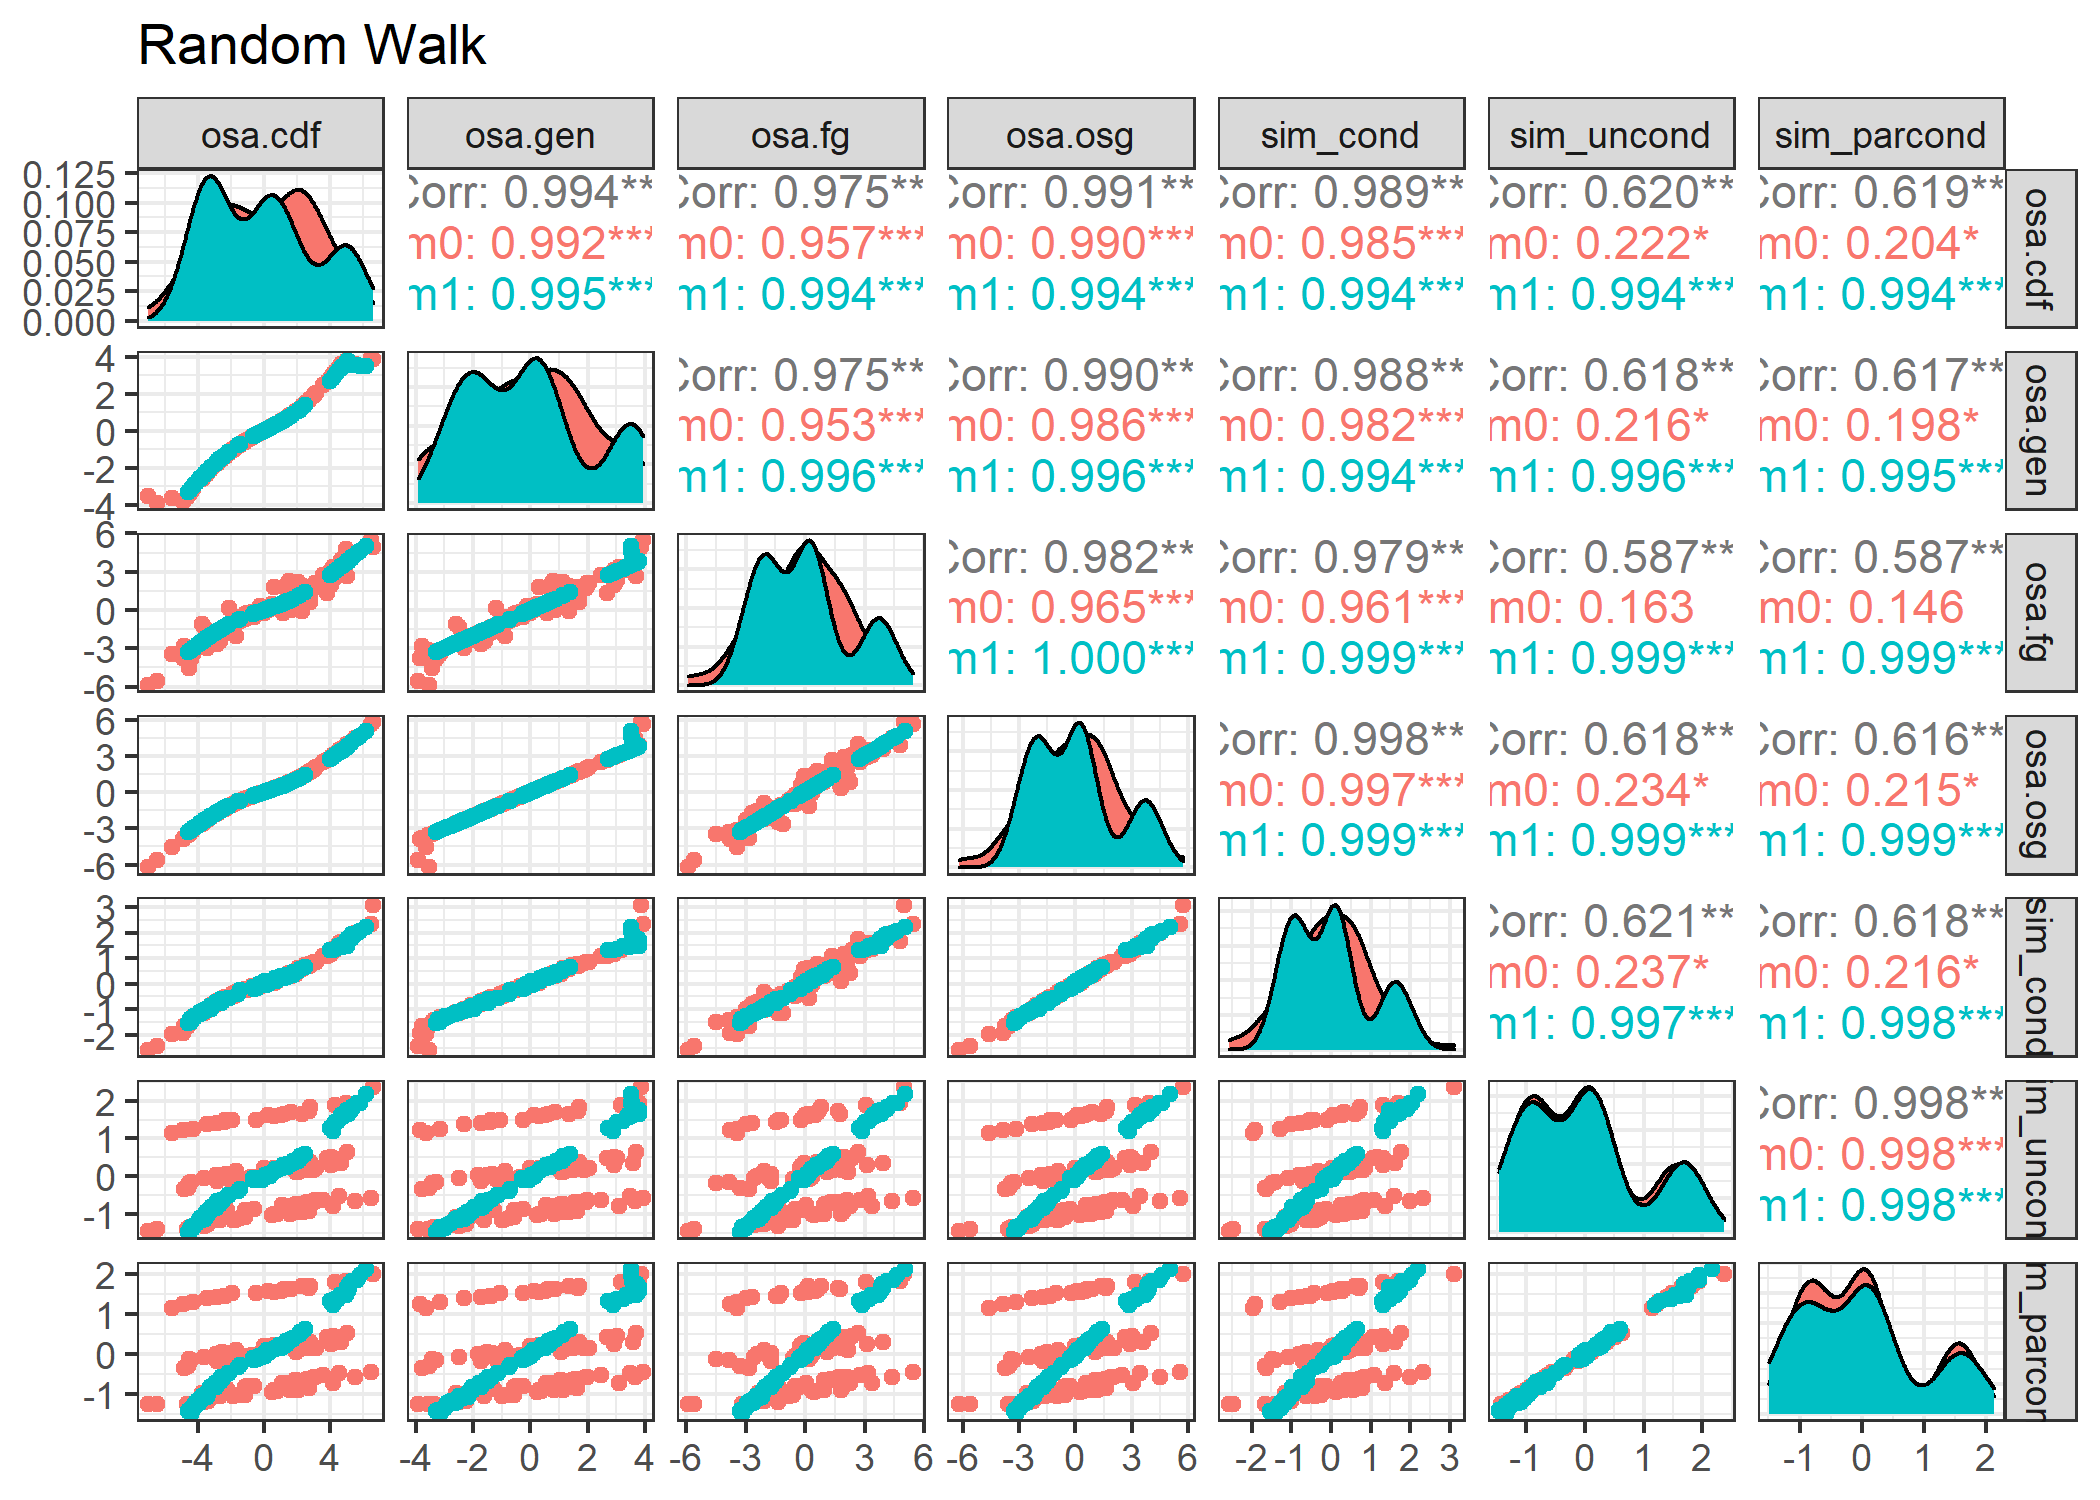 Random Walk
osa.cdf osa.gen osa.fg osa.osg sim_cond sim_uncond sim_parcond
0.125
0.100
0.075
0.050
0.025
0.000
Corr: 0.994** Corr: 0.975** Corr: 0.991** Corr: 0.989** Corr: 0.620** Corr: 0.619**
m0: 0.992*** m0: 0.957*** m0: 0.990*** m0: 0.985*** m0: 0.222* m0: 0.204*
m1: 0.995*** m1: 0.994*** m1: 0.994*** m1: 0.994*** m1: 0.994*** m1: 0.994***
osa.cdf
4
2
0
-2
-4
Corr: 0.975** Corr: 0.990** Corr: 0.988** Corr: 0.618** Corr: 0.617**
m0: 0.953*** m0: 0.986*** m0: 0.982*** m0: 0.216* m0: 0.198*
m1: 0.996*** m1: 0.996*** m1: 0.994*** m1: 0.996*** m1: 0.995***
osa.gen
6
3
0
-3
-6
Corr: 0.982** Corr: 0.979** Corr: 0.587** Corr: 0.587**
m0: 0.965*** m0: 0.961*** m0: 0.163 m0: 0.146
m1: 1.000*** m1: 0.999*** m1: 0.999*** m1: 0.999***
osa.fg
6
3
0
-3
-6
Corr: 0.998** Corr: 0.618** Corr: 0.616**
m0: 0.997*** m0: 0.234* m0: 0.215*
m1: 0.999*** m1: 0.999*** m1: 0.999***
osa.osg
3
2
1
0
-1
-2
Corr: 0.621** Corr: 0.618**
m0: 0.237* m0: 0.216*
m1: 0.997*** m1: 0.998***
sim_cond
2
1
0
-1
Corr: 0.998**
m0: 0.998***
m1: 0.998***
im_uncon
2
1
0
-1
m_parcor
-4 0 4 -4 -2 0 2 4 -6 -3 0 3 6 -6 -3 0 3 6 -2 -1 0 1 2 3 -1 0 1 2 -1 0 1 2